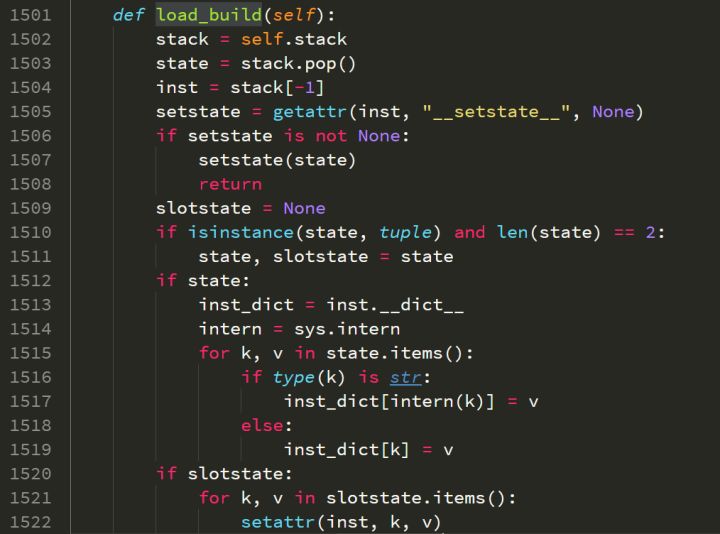 1501 def load_build(self):
1502 stack = self.stack
1503 state = stack.pop()
1504 inst = stack[-1]
1505 setstate = getattr(inst, "__setstate__", None)
1506 if setstate is not None:
1507 setstate(state)
1508 return
1509 slotstate = None
1510 if isinstance(state, tuple) and len(state) == 2:
1511 state, slotstate = state
1512 if state:
1513 inst_dict = inst.__dict__
1514 intern = sys.intern
1515 for k, v in state.items():
1516 if type(k) is str:
1517 inst_dict[intern(k)] = v
1518 else:
1519 inst_dict[k] = v
1520 if slotstate:
1521 for k, v in slotstate.items():
1522 setattr(inst, k, v)